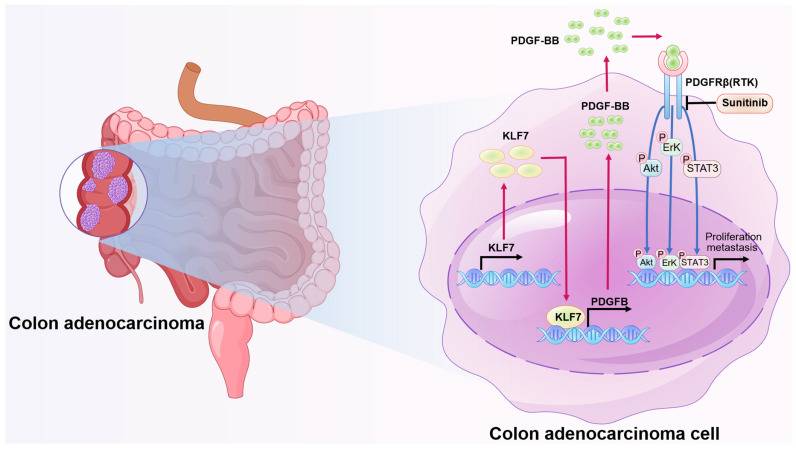 Colon adenocarcinoma
PDGF-BB
PDGFRβ(RTK)
Sunitinib
PDGF-BB
KLF7
P
Akt
P
ErK
P
STAT3
KLF7
PDGFB
KLF7
P
Akt
P
ErK
P
STAT3
Proliferation
metastasis
Colon adenocarcinoma cell